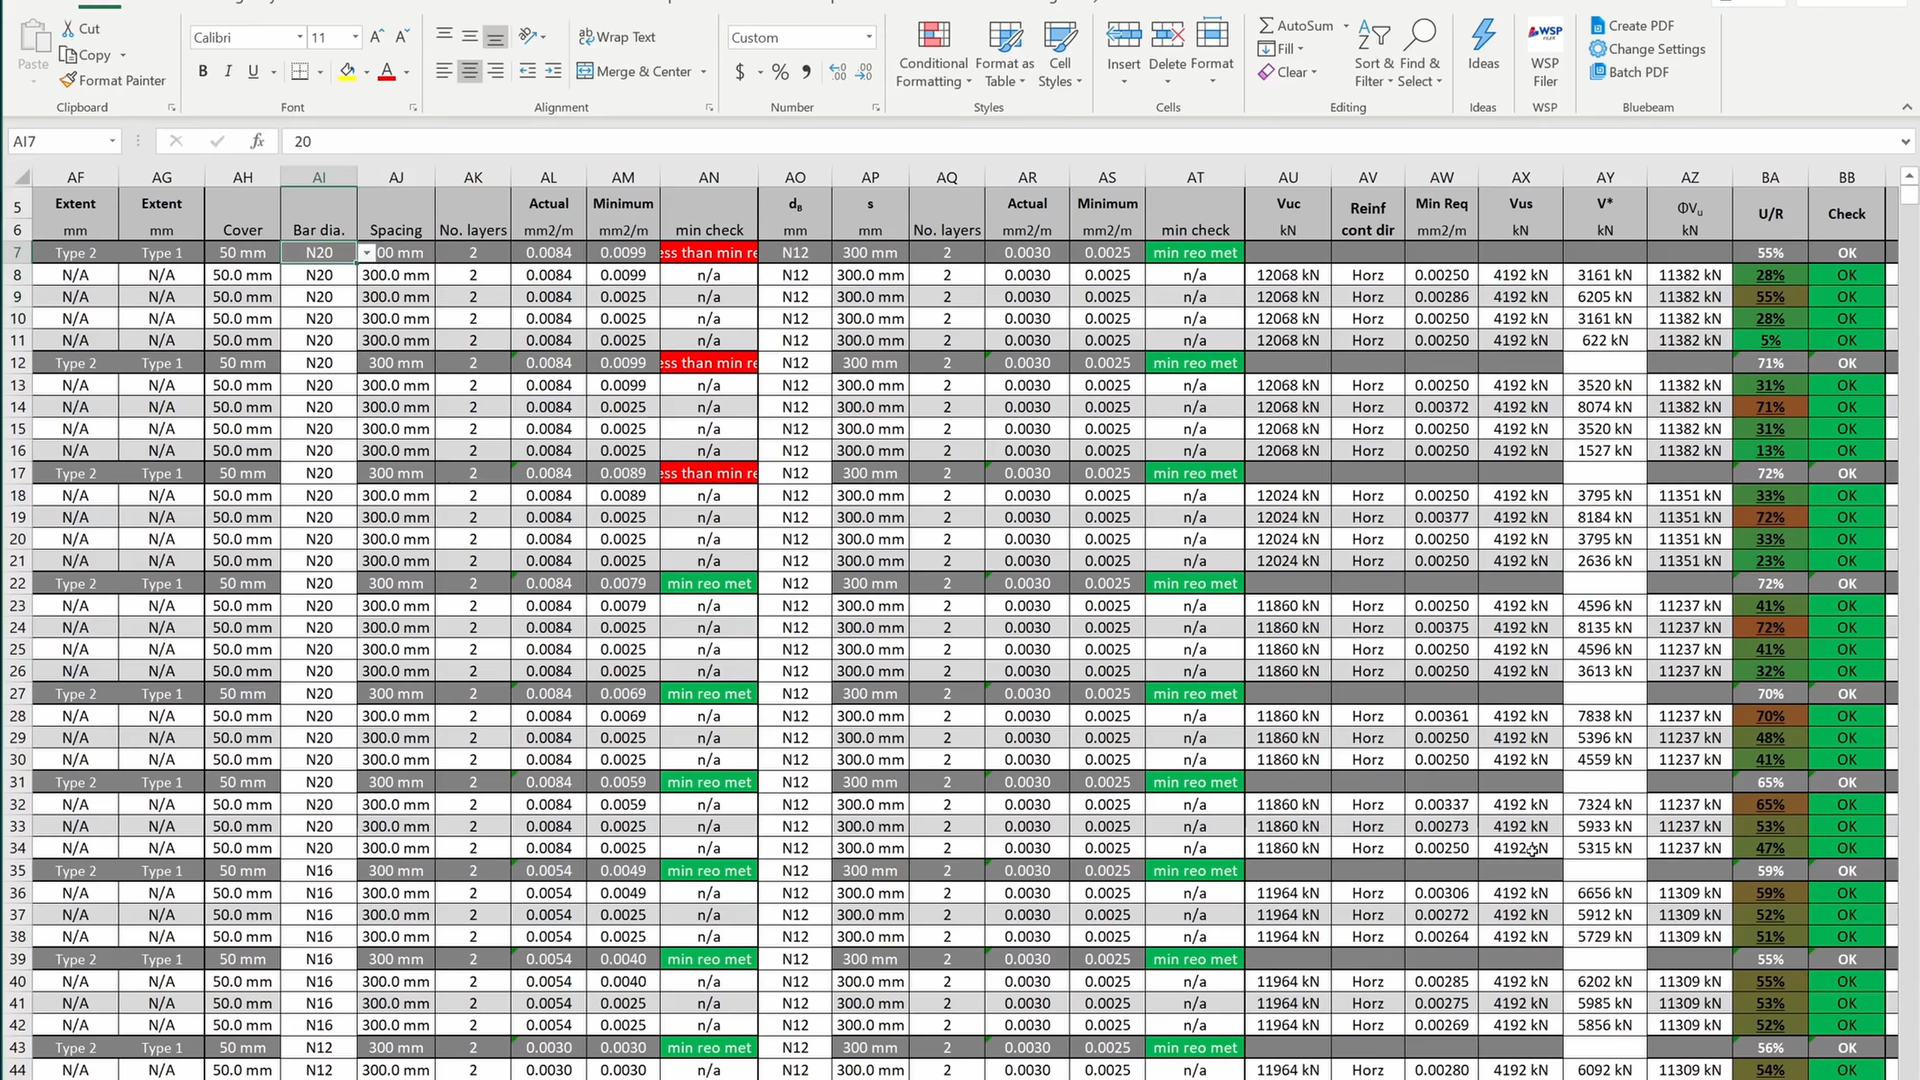 Cut
Copy
Paste
Format Painter
Clipboard
Calibri 11
B I U
Font
Wrap Text
Merge & Center
Alignment
Custom
$ % ,
Number
Conditional Formatting
Format as Table
Cell Styles
Styles
Insert Delete Format
Cells
AutoSum
Fill
Clear
Sort & Filter
Find & Select
Editing
Ideas
Ideas
WSP Filer
WSP
Create PDF
Change Settings
Batch PDF
Bluebeam
AI7 fx 20
AF AG AH AI AJ AK AL AM AN AO AP AQ AR AS AT AU AV AW AX AY AZ BA BB
5 Extent Extent Actual Minimum dB s Actual Minimum Vuc Reinf Min Req Vus V* ΦVu U/R Check
6 mm mm Cover Bar dia. Spacing No. layers mm2/m mm2/m min check mm mm No. layers mm2/m mm2/m min check kN cont dir mm2/m kN kN kN
7 Type 2 Type 1 50 mm N20 00 mm 2 0.0084 0.0099 ess than min re N12 300 mm 2 0.0030 0.0025 min reo met 55% OK
8 N/A N/A 50.0 mm N20 300.0 mm 2 0.0084 0.0099 n/a N12 300.0 mm 2 0.0030 0.0025 n/a 12068 kN Horz 0.00250 4192 kN 3161 kN 11382 kN 28% OK
9 N/A N/A 50.0 mm N20 300.0 mm 2 0.0084 0.0025 n/a N12 300.0 mm 2 0.0030 0.0025 n/a 12068 kN Horz 0.00286 4192 kN 6205 kN 11382 kN 55% OK
10 N/A N/A 50.0 mm N20 300.0 mm 2 0.0084 0.0025 n/a N12 300.0 mm 2 0.0030 0.0025 n/a 12068 kN Horz 0.00250 4192 kN 3161 kN 11382 kN 28% OK
11 N/A N/A 50.0 mm N20 300.0 mm 2 0.0084 0.0025 n/a N12 300.0 mm 2 0.0030 0.0025 n/a 12068 kN Horz 0.00250 4192 kN 622 kN 11382 kN 5% OK
12 Type 2 Type 1 50 mm N20 300 mm 2 0.0084 0.0099 ess than min re N12 300 mm 2 0.0030 0.0025 min reo met 71% OK
13 N/A N/A 50.0 mm N20 300.0 mm 2 0.0084 0.0099 n/a N12 300.0 mm 2 0.0030 0.0025 n/a 12068 kN Horz 0.00250 4192 kN 3520 kN 11382 kN 31% OK
14 N/A N/A 50.0 mm N20 300.0 mm 2 0.0084 0.0025 n/a N12 300.0 mm 2 0.0030 0.0025 n/a 12068 kN Horz 0.00372 4192 kN 8074 kN 11382 kN 71% OK
15 N/A N/A 50.0 mm N20 300.0 mm 2 0.0084 0.0025 n/a N12 300.0 mm 2 0.0030 0.0025 n/a 12068 kN Horz 0.00250 4192 kN 3520 kN 11382 kN 31% OK
16 N/A N/A 50.0 mm N20 300.0 mm 2 0.0084 0.0025 n/a N12 300.0 mm 2 0.0030 0.0025 n/a 12068 kN Horz 0.00250 4192 kN 1527 kN 11382 kN 13% OK
17 Type 2 Type 1 50 mm N20 300 mm 2 0.0084 0.0089 ess than min re N12 300 mm 2 0.0030 0.0025 min reo met 72% OK
18 N/A N/A 50.0 mm N20 300.0 mm 2 0.0084 0.0089 n/a N12 300.0 mm 2 0.0030 0.0025 n/a 12024 kN Horz 0.00250 4192 kN 3795 kN 11351 kN 33% OK
19 N/A N/A 50.0 mm N20 300.0 mm 2 0.0084 0.0025 n/a N12 300.0 mm 2 0.0030 0.0025 n/a 12024 kN Horz 0.00377 4192 kN 8184 kN 11351 kN 72% OK
20 N/A N/A 50.0 mm N20 300.0 mm 2 0.0084 0.0025 n/a N12 300.0 mm 2 0.0030 0.0025 n/a 12024 kN Horz 0.00250 4192 kN 3795 kN 11351 kN 33% OK
21 N/A N/A 50.0 mm N20 300.0 mm 2 0.0084 0.0025 n/a N12 300.0 mm 2 0.0030 0.0025 n/a 12024 kN Horz 0.00250 4192 kN 2636 kN 11351 kN 23% OK
22 Type 2 Type 1 50 mm N20 300 mm 2 0.0084 0.0079 min reo met N12 300 mm 2 0.0030 0.0025 min reo met 72% OK
23 N/A N/A 50.0 mm N20 300.0 mm 2 0.0084 0.0079 n/a N12 300.0 mm 2 0.0030 0.0025 n/a 11860 kN Horz 0.00250 4192 kN 4596 kN 11237 kN 41% OK
24 N/A N/A 50.0 mm N20 300.0 mm 2 0.0084 0.0025 n/a N12 300.0 mm 2 0.0030 0.0025 n/a 11860 kN Horz 0.00375 4192 kN 8135 kN 11237 kN 72% OK
25 N/A N/A 50.0 mm N20 300.0 mm 2 0.0084 0.0025 n/a N12 300.0 mm 2 0.0030 0.0025 n/a 11860 kN Horz 0.00250 4192 kN 4596 kN 11237 kN 41% OK
26 N/A N/A 50.0 mm N20 300.0 mm 2 0.0084 0.0025 n/a N12 300.0 mm 2 0.0030 0.0025 n/a 11860 kN Horz 0.00250 4192 kN 3613 kN 11237 kN 32% OK
27 Type 2 Type 1 50 mm N20 300 mm 2 0.0084 0.0069 min reo met N12 300 mm 2 0.0030 0.0025 min reo met 70% OK
28 N/A N/A 50.0 mm N20 300.0 mm 2 0.0084 0.0069 n/a N12 300.0 mm 2 0.0030 0.0025 n/a 11860 kN Horz 0.00361 4192 kN 7838 kN 11237 kN 70% OK
29 N/A N/A 50.0 mm N20 300.0 mm 2 0.0084 0.0025 n/a N12 300.0 mm 2 0.0030 0.0025 n/a 11860 kN Horz 0.00250 4192 kN 5396 kN 11237 kN 48% OK
30 N/A N/A 50.0 mm N20 300.0 mm 2 0.0084 0.0025 n/a N12 300.0 mm 2 0.0030 0.0025 n/a 11860 kN Horz 0.00250 4192 kN 4559 kN 11237 kN 41% OK
31 Type 2 Type 1 50 mm N20 300 mm 2 0.0084 0.0059 min reo met N12 300 mm 2 0.0030 0.0025 min reo met 65% OK
32 N/A N/A 50.0 mm N20 300.0 mm 2 0.0084 0.0059 n/a N12 300.0 mm 2 0.0030 0.0025 n/a 11860 kN Horz 0.00337 4192 kN 7324 kN 11237 kN 65% OK
33 N/A N/A 50.0 mm N20 300.0 mm 2 0.0084 0.0025 n/a N12 300.0 mm 2 0.0030 0.0025 n/a 11860 kN Horz 0.00273 4192 kN 5933 kN 11237 kN 53% OK
34 N/A N/A 50.0 mm N20 300.0 mm 2 0.0084 0.0025 n/a N12 300.0 mm 2 0.0030 0.0025 n/a 11860 kN Horz 0.00250 4192 kN 5315 kN 11237 kN 47% OK
35 Type 2 Type 1 50 mm N16 300 mm 2 0.0054 0.0049 min reo met N12 300 mm 2 0.0030 0.0025 min reo met 59% OK
36 N/A N/A 50.0 mm N16 300.0 mm 2 0.0054 0.0049 n/a N12 300.0 mm 2 0.0030 0.0025 n/a 11964 kN Horz 0.00306 4192 kN 6656 kN 11309 kN 59% OK
37 N/A N/A 50.0 mm N16 300.0 mm 2 0.0054 0.0025 n/a N12 300.0 mm 2 0.0030 0.0025 n/a 11964 kN Horz 0.00272 4192 kN 5912 kN 11309 kN 52% OK
38 N/A N/A 50.0 mm N16 300.0 mm 2 0.0054 0.0025 n/a N12 300.0 mm 2 0.0030 0.0025 n/a 11964 kN Horz 0.00264 4192 kN 5729 kN 11309 kN 51% OK
39 Type 2 Type 1 50 mm N16 300 mm 2 0.0054 0.0040 min reo met N12 300 mm 2 0.0030 0.0025 min reo met 55% OK
40 N/A N/A 50.0 mm N16 300.0 mm 2 0.0054 0.0040 n/a N12 300.0 mm 2 0.0030 0.0025 n/a 11964 kN Horz 0.00285 4192 kN 6202 kN 11309 kN 55% OK
41 N/A N/A 50.0 mm N16 300.0 mm 2 0.0054 0.0025 n/a N12 300.0 mm 2 0.0030 0.0025 n/a 11964 kN Horz 0.00275 4192 kN 5985 kN 11309 kN 53% OK
42 N/A N/A 50.0 mm N16 300.0 mm 2 0.0054 0.0025 n/a N12 300.0 mm 2 0.0030 0.0025 n/a 11964 kN Horz 0.00269 4192 kN 5856 kN 11309 kN 52% OK
43 Type 2 Type 1 50 mm N12 300 mm 2 0.0030 0.0030 min reo met N12 300 mm 2 0.0030 0.0025 min reo met 56% OK
44 N/A N/A 50.0 mm N12 300.0 mm 2 0.0030 0.0030 n/a N12 300.0 mm 2 0.0030 0.0025 n/a 11964 kN Horz 0.00280 4192 kN 6092 kN 11309 kN 54% OK